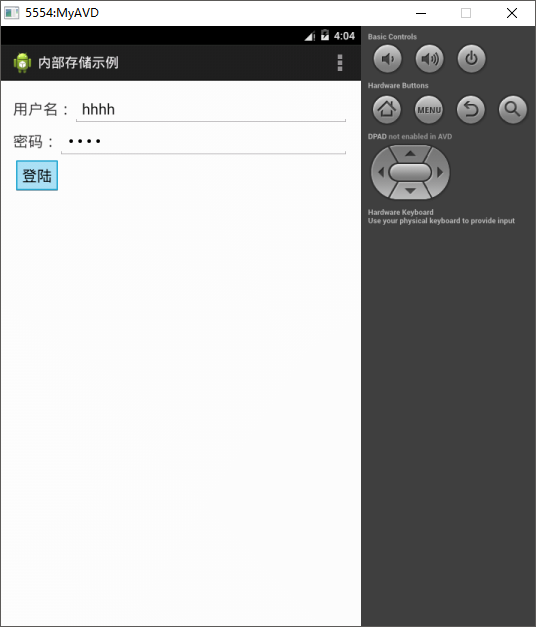 5554:MyAVD
4:04
内部存储示例
用户名： hhhh
密码： ••••
登陆
Basic Controls
Hardware Buttons
MENU
DPAD not enabled in AVD
Hardware Keyboard
Use your physical keyboard to provide input